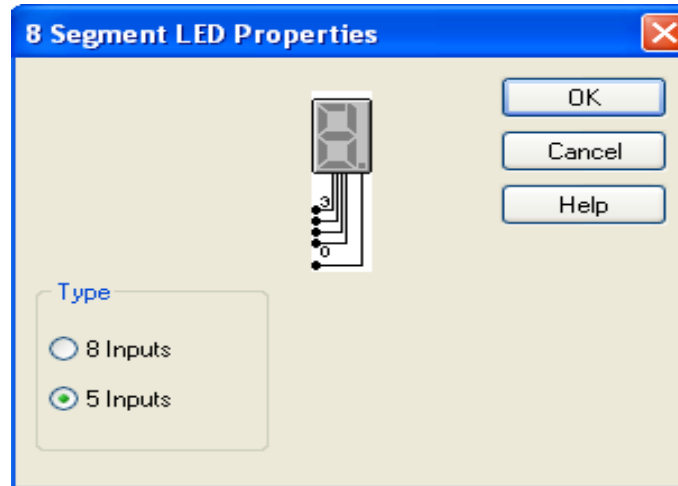 8 Segment LED Properties
OK
Cancel
Help
3
0
Type
8 Inputs
5 Inputs